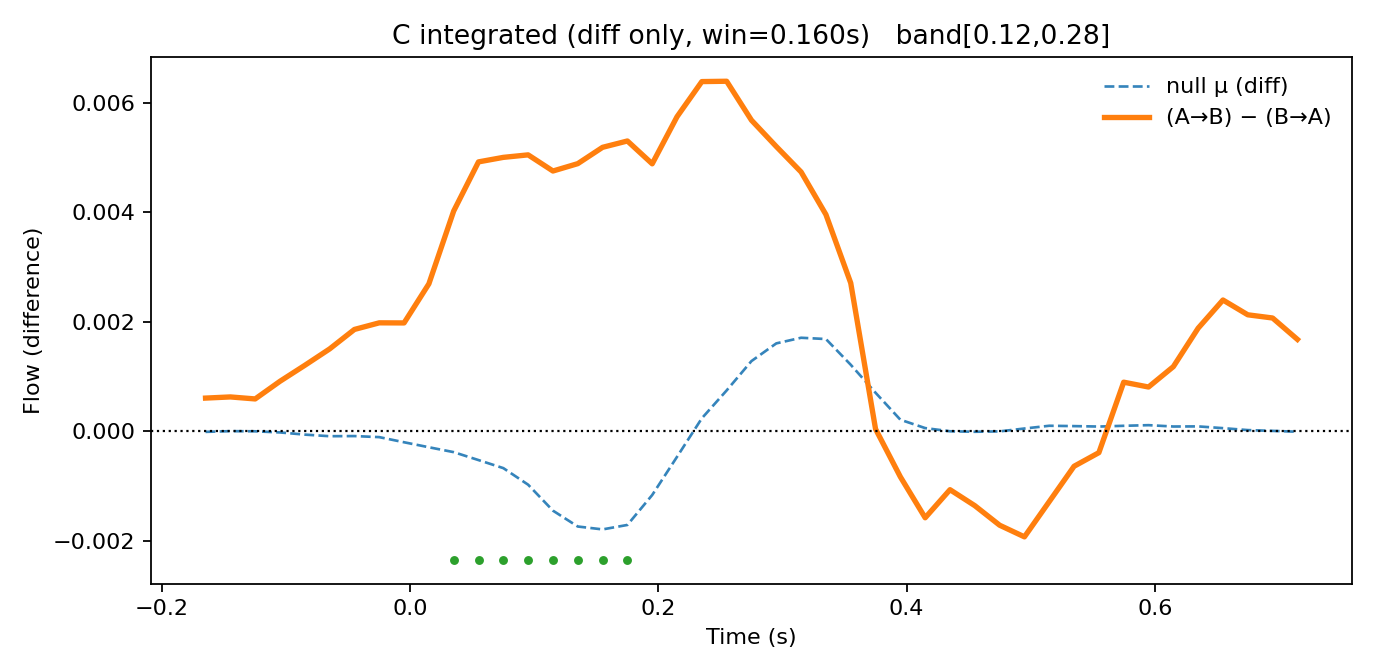 C integrated (diff only, win=0.160s)   band[0.12,0.28]
null μ (diff)
(A→B) − (B→A)
Flow (difference)
0.006
0.004
0.002
0.000
−0.002
−0.2
0.0
0.2
0.4
0.6
Time (s)